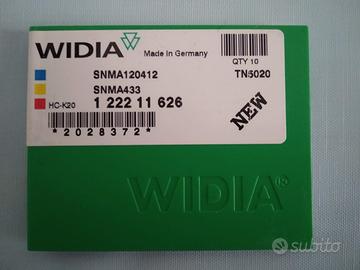 WIDIA
Made in Germany
QTY 10
SNMA120412
TN5020
SNMA433
HC-K20
1 222 11 626
*2028372*
NEW
WIDIA®
subito